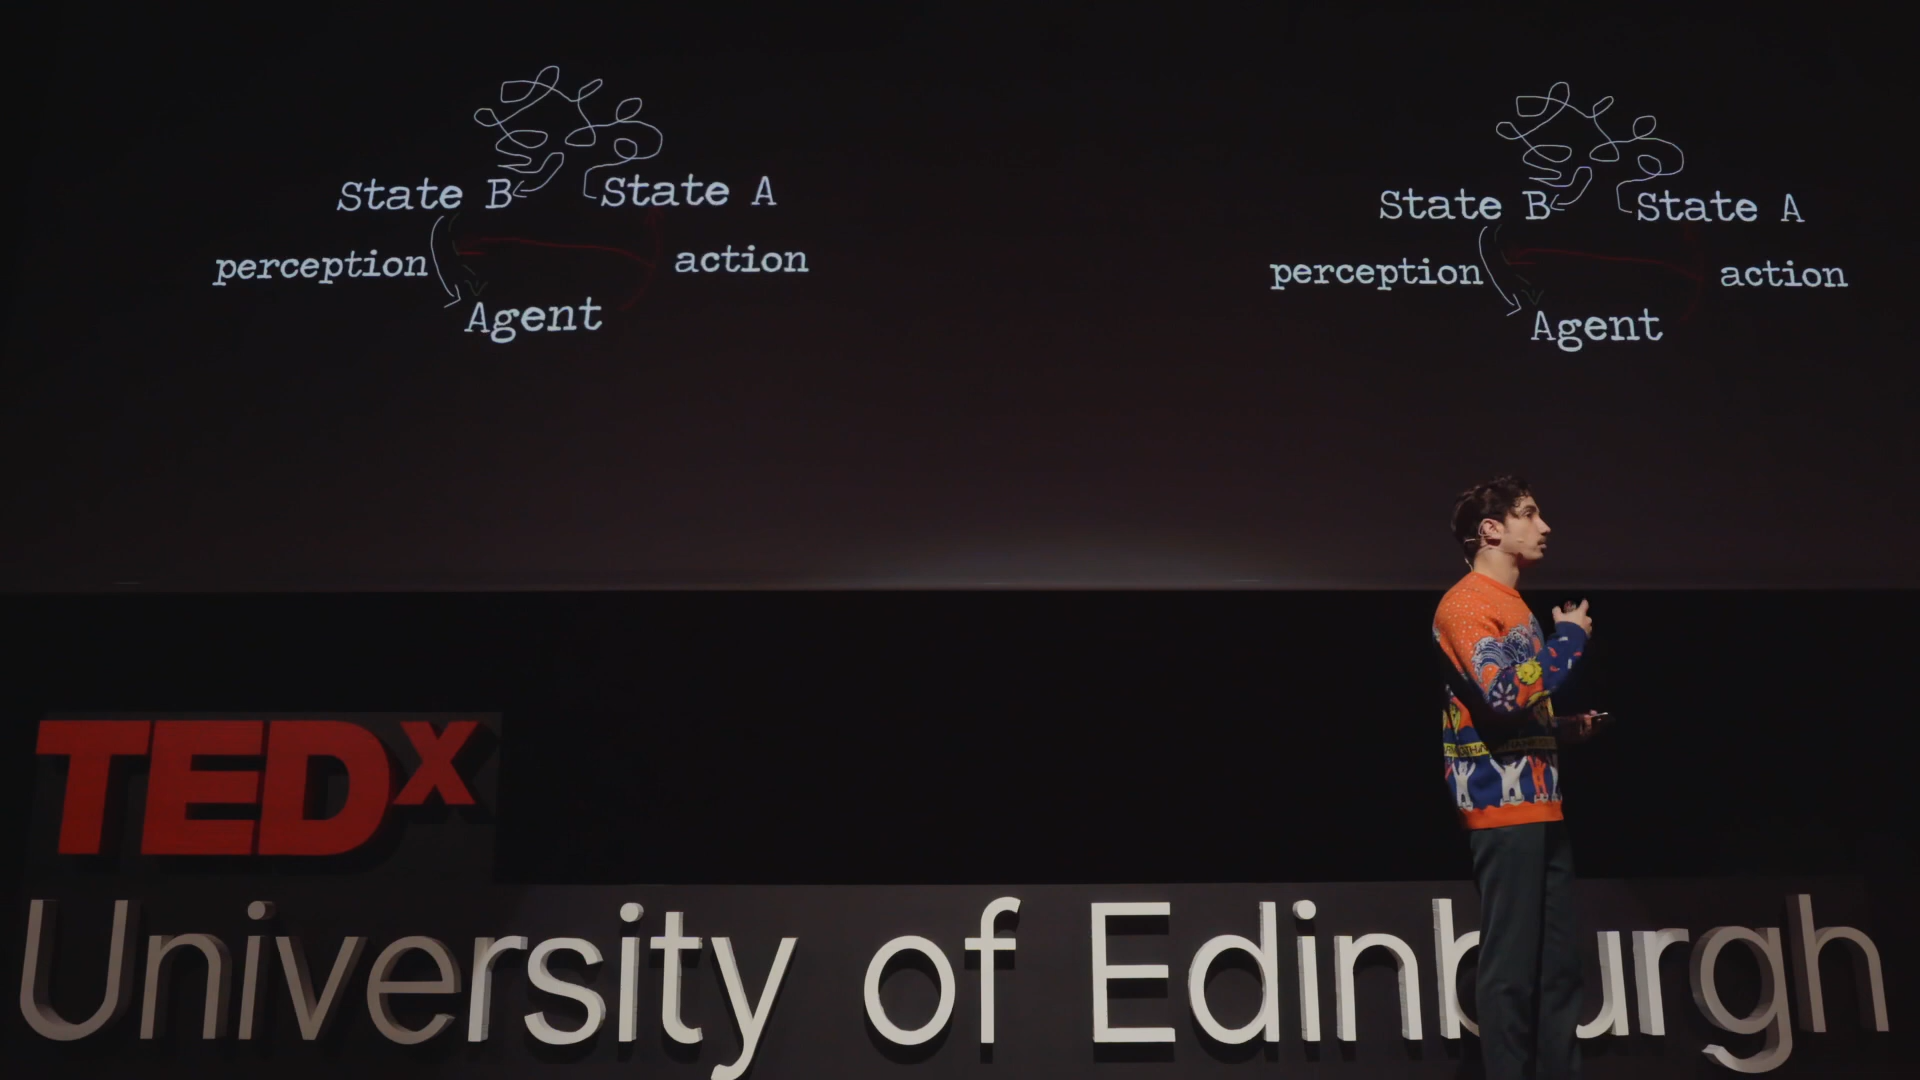 State B State A
perception action
Agent
State B State A
perception action
Agent
TEDx
University of Edinburgh